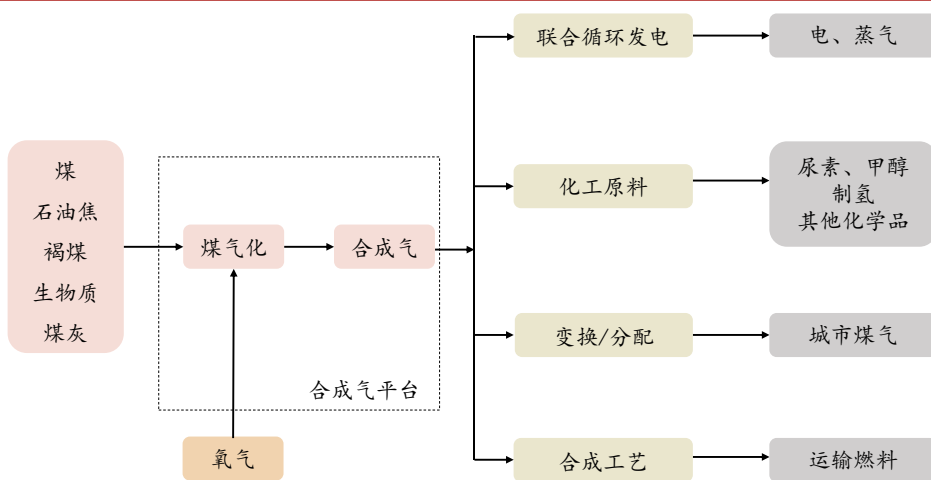 煤
石油焦
褐煤
生物质
煤灰
煤气化
合成气
合成气平台
氧气
联合循环发电
电、蒸气
化工原料
尿素、甲醇
制氢
其他化学品
变换/分配
城市煤气
合成工艺
运输燃料